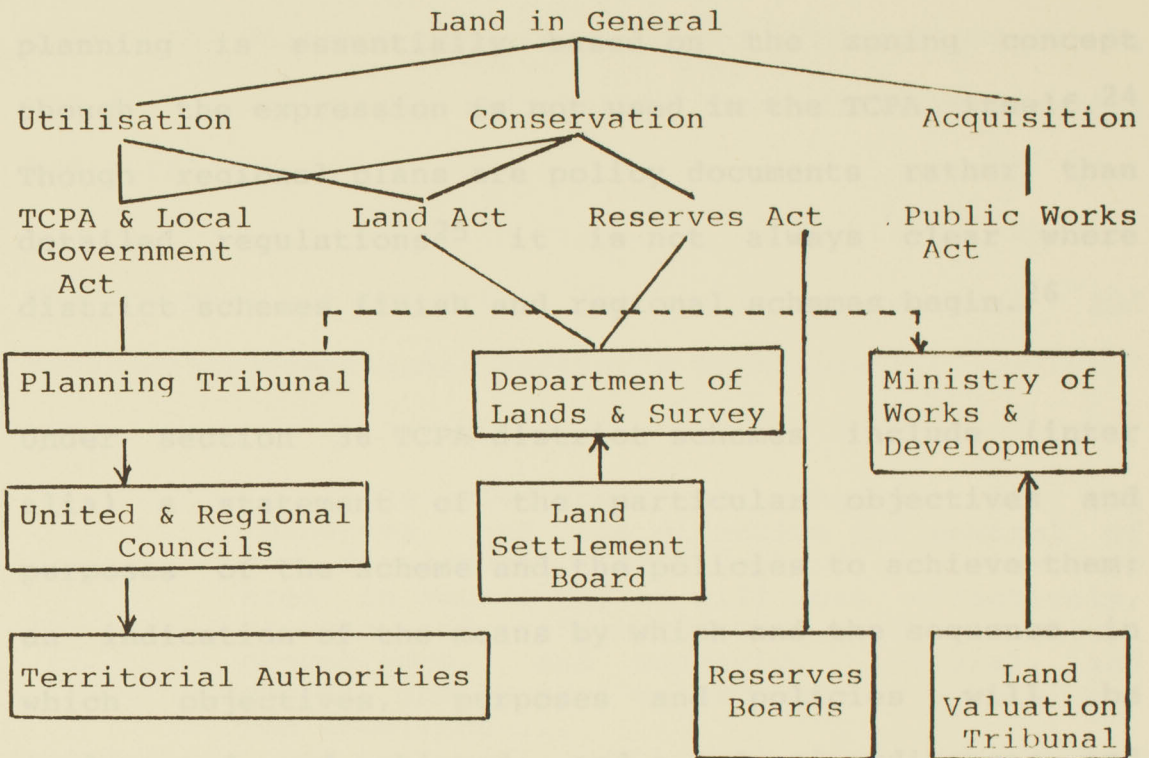 Land in General
Utilisation Conservation Acquisition
TCPA & Local Government Act
Land Act
Reserves Act
Public Works Act
Planning Tribunal
Department of
Lands & Survey
Ministry of
Works &
Development
United & Regional
Councils
Land
Settlement
Board
Territorial Authorities
Reserves
Boards
Land
Valuation
Tribunal